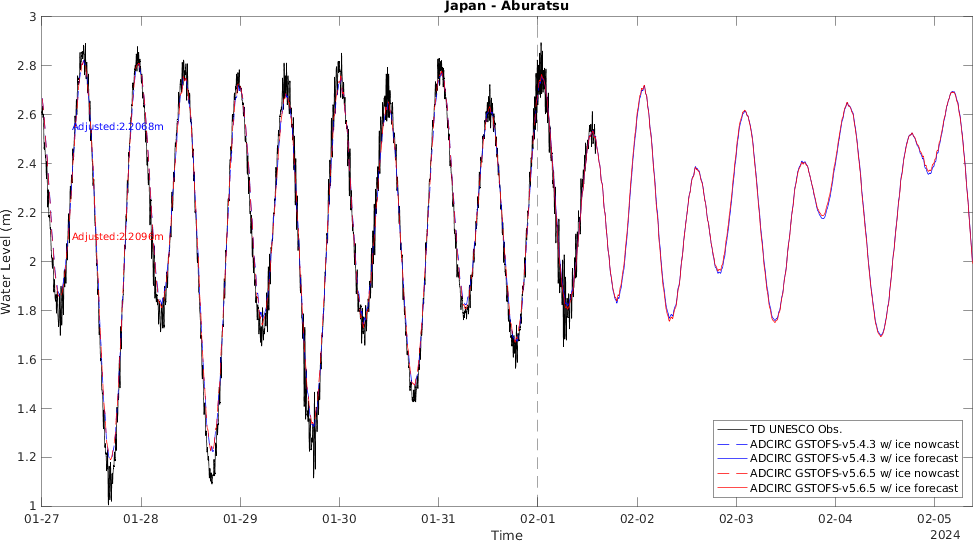 Japan - Aburatsu
3
2.8
2.6
2.4
2.2
2
1.8
1.6
1.4
1.2
1
Water Level (m)
Adjusted:2.2068m
Adjusted:2.2096m
TD UNESCO Obs.
ADCIRC GSTOFS-v5.4.3 w/ ice nowcast
ADCIRC GSTOFS-v5.4.3 w/ ice forecast
ADCIRC GSTOFS-v5.6.5 w/ ice nowcast
ADCIRC GSTOFS-v5.6.5 w/ ice forecast
01-27 01-28 01-29 01-30 01-31 02-01 02-02 02-03 02-04 02-05
Time
2024